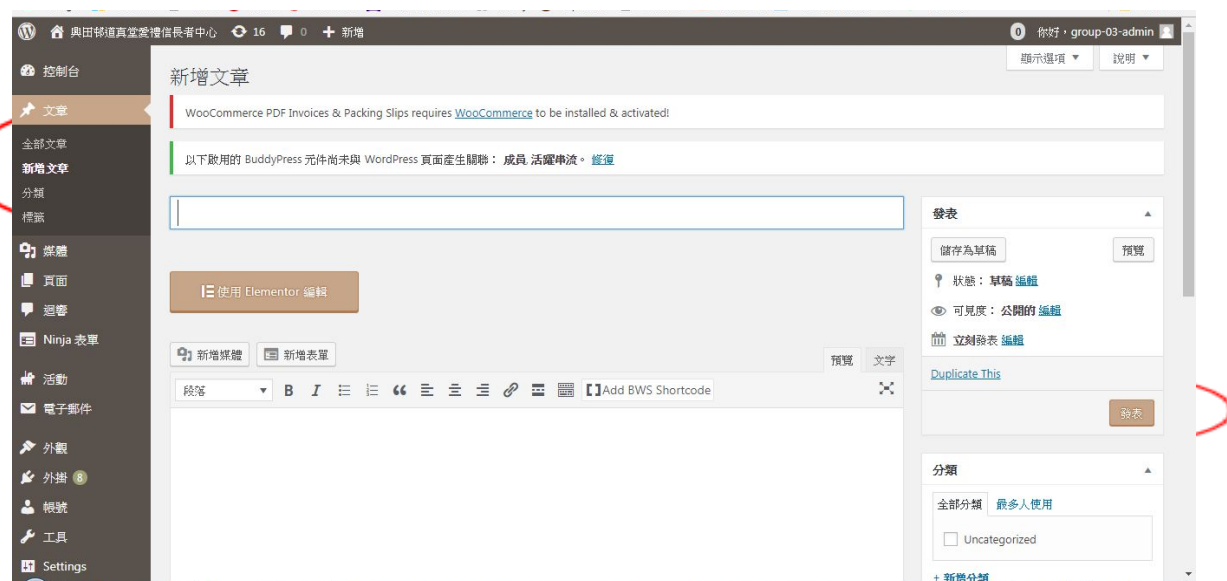 興田邨道真堂愛禮信長者中心 16 0 + 新增
0 你好，group-03-admin
控制台
文章
全部文章
新增文章
分類
標籤
媒體
頁面
迴響
Ninja 表單
活動
電子郵件
外觀
外掛 8
帳號
工具
Settings
顯示選項 ▼ 說明 ▼
新增文章
WooCommerce PDF Invoices & Packing Slips requires WooCommerce to be installed & activated!
以下啟用的 BuddyPress 元件尚未與 WordPress 頁面產生關聯： 成員, 活躍串流。 修復
使用 Elementor 編輯
新增媒體 新增表單
預覽 文字
段落 ▼ B I Add BWS Shortcode
發表
儲存為草稿 預覽
狀態： 草稿 編輯
可見度： 公開的 編輯
立刻發表 編輯
Duplicate This
發表
分類
全部分類 最多人使用
Uncategorized
+ 新增分類